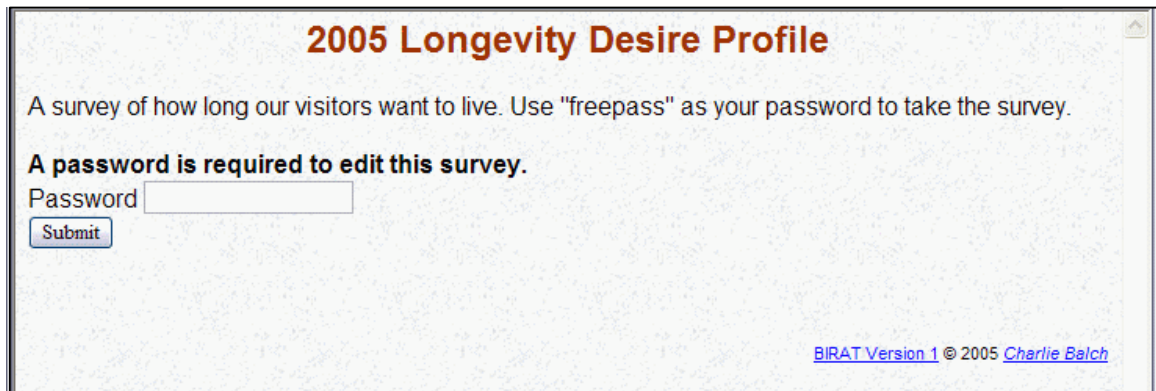 2005 Longevity Desire Profile
A survey of how long our visitors want to live. Use "freepass" as your password to take the survey.
A password is required to edit this survey.
Password
Submit
BIRAT Version 1 © 2005 Charlie Balch